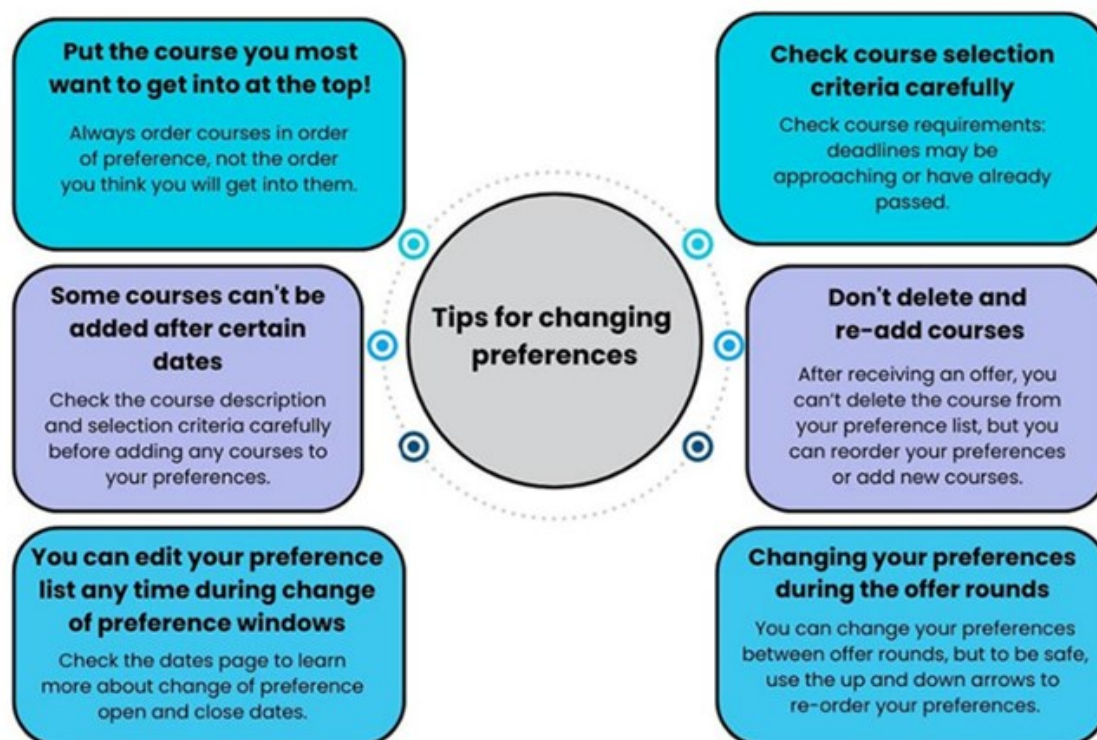 Put the course you most
want to get into at the top!
Always order courses in order
of preference, not the order
you think you will get into them.
Some courses can't be
added after certain
dates
Check the course description
and selection criteria carefully
before adding any courses to
your preferences.
You can edit your preference
list any time during change
of preference windows
Check the dates page to learn
more about change of preference
open and close dates.
Tips for changing
preferences
Check course selection
criteria carefully
Check course requirements:
deadlines may be
approaching or have already
passed.
Don't delete and
re-add courses
After receiving an offer, you
can’t delete the course from
your preference list, but you
can reorder your preferences
or add new courses.
Changing your preferences
during the offer rounds
You can change your preferences
between offer rounds, but to be safe,
use the up and down arrows to
re-order your preferences.